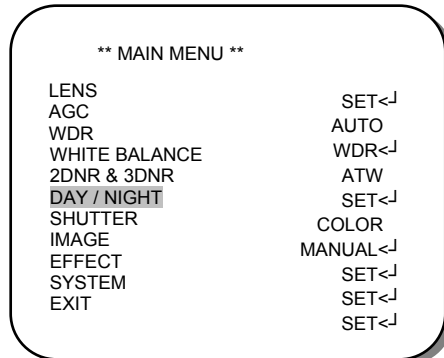 ** MAIN MENU **
LENS SET<┘
AGC AUTO
WDR WDR<┘
WHITE BALANCE ATW
2DNR & 3DNR SET<┘
DAY / NIGHT COLOR
SHUTTER MANUAL<┘
IMAGE SET<┘
EFFECT SET<┘
SYSTEM SET<┘
EXIT